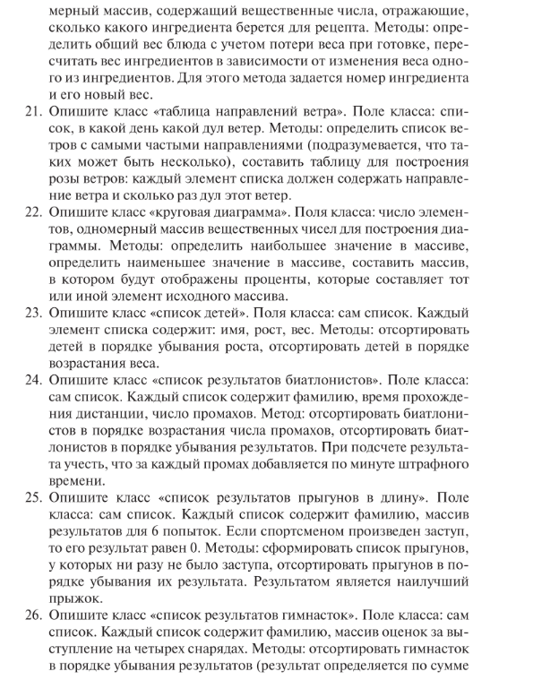 мерный массив, содержащий вещественные числа, отражающие,
сколько какого ингредиента берется для рецепта. Методы: опре-
делить общий вес блюда с учетом потери веса при готовке, пере-
считать вес ингредиентов в зависимости от изменения веса одно-
го из ингредиентов. Для этого метода задается номер ингредиента
и его новый вес.
21. Опишите класс «таблица направлений ветра». Поле класса: спи-
сок, в какой день какой дул ветер. Методы: определить список ве-
тров с самыми частыми направлениями (подразумевается, что та-
ких может быть несколько), составить таблицу для построения
розы ветров: каждый элемент списка должен содержать направле-
ние ветра и сколько раз дул этот ветер.
22. Опишите класс «круговая диаграмма». Поля класса: число элемен-
тов, одномерный массив вещественных чисел для построения диа-
граммы. Методы: определить наибольшее значение в массиве,
определить наименьшее значение в массиве, составить массив,
в котором будут отображены проценты, которые составляет тот
или иной элемент исходного массива.
23. Опишите класс «список детей». Поля класса: сам список. Каждый
элемент списка содержит: имя, рост, вес. Методы: отсортировать
детей в порядке убывания роста, отсортировать детей в порядке
возрастания веса.
24. Опишите класс «список результатов биатлонистов». Поле класса:
сам список. Каждый список содержит фамилию, время прохожде-
ния дистанции, число промахов. Метод: отсортировать биатлони-
стов в порядке возрастания числа промахов, отсортировать биат-
лонистов в порядке убывания результатов. При подсчете результа-
та учесть, что за каждый промах добавляется по минуте штрафного
времени.
25. Опишите класс «список результатов прыгунов в длину». Поле
класса: сам список. Каждый список содержит фамилию, массив
результатов для 6 попыток. Если спортсменом произведен заступ,
то его результат равен 0. Методы: сформировать список прыгунов,
у которых ни разу не было заступа, отсортировать прыгунов в по-
рядке убывания их результата. Результатом является наилучший
прыжок.
26. Опишите класс «список результатов гимнасток». Поле класса: сам
список. Каждый список содержит фамилию, массив оценок за вы-
ступление на четырех снарядах. Методы: отсортировать гимнасток
в порядке убывания результатов (результат определяется по сумме